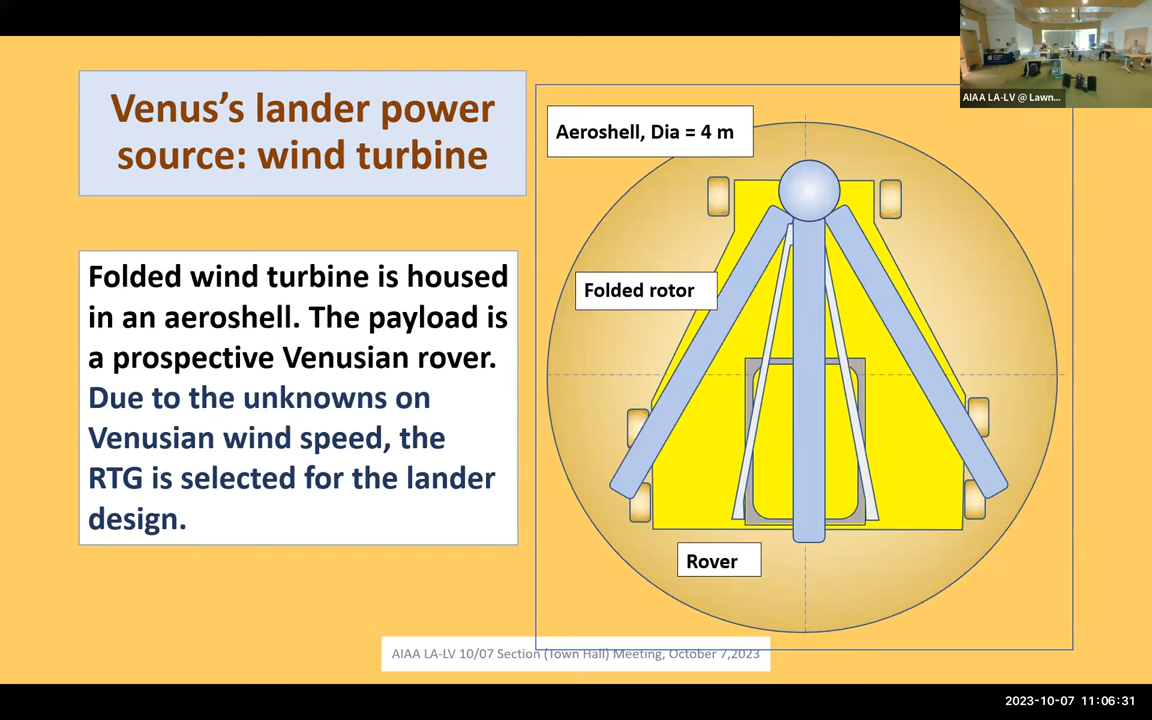 Venus’s lander power
source: wind turbine
Folded wind turbine is housed
in an aeroshell. The payload is
a prospective Venusian rover.
Due to the unknowns on
Venusian wind speed, the
RTG is selected for the lander
design.
Aeroshell, Dia = 4 m
Folded rotor
Rover
AIAA LA-LV 10/07 Section (Town Hall) Meeting, October 7,2023
AIAA LA-LV @ Lawn...
2023-10-07 11:06:31